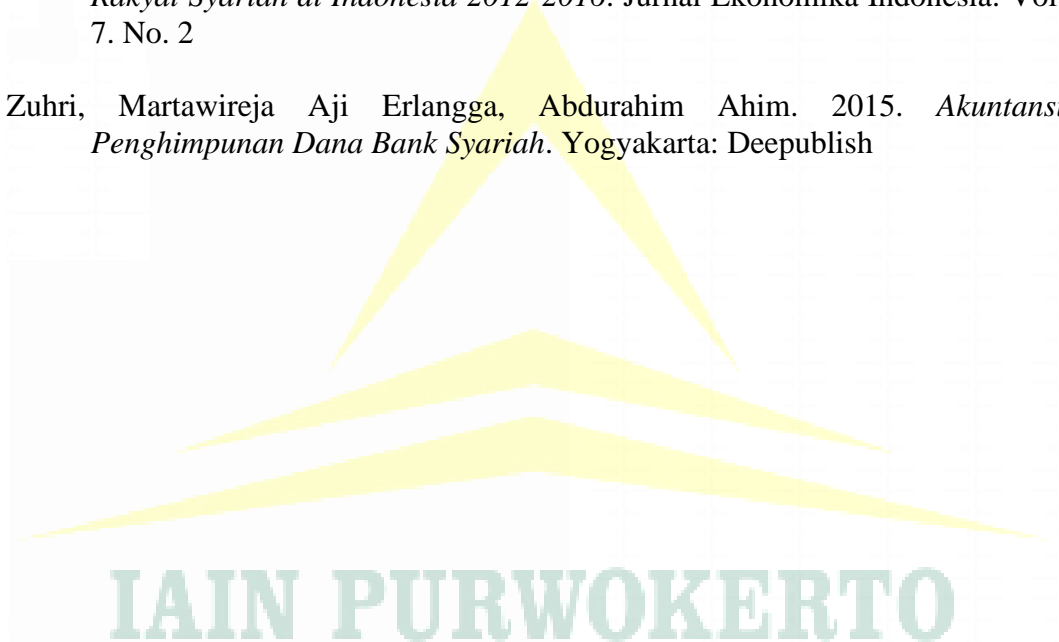 Rakyat Syariah di Indonesia 2012-2016. Jurnal Ekonomika Indonesia. Vol.
7. No. 2
Zuhri, Martawireja Aji Erlangga, Abdurahim Ahim. 2015. Akuntansi
Penghimpunan Dana Bank Syariah. Yogyakarta: Deepublish
IAIN PURWOKERTO